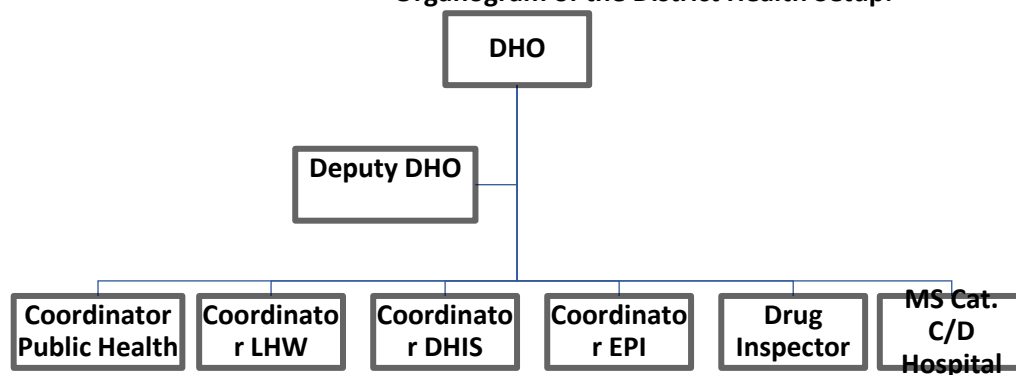 Organogram of the District Health Setup.
DHO
Deputy DHO
Coordinator
Public Health
Coordinato
r LHW
Coordinato
r DHIS
Coordinato
r EPI
Drug
Inspector
MS Cat.
C/D
Hospital